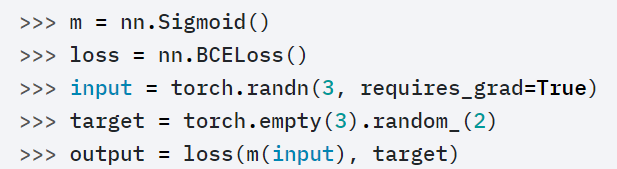 >>> m = nn.Sigmoid()
>>> loss = nn.BCELoss()
>>> input = torch.randn(3, requires_grad=True)
>>> target = torch.empty(3).random_(2)
>>> output = loss(m(input), target)